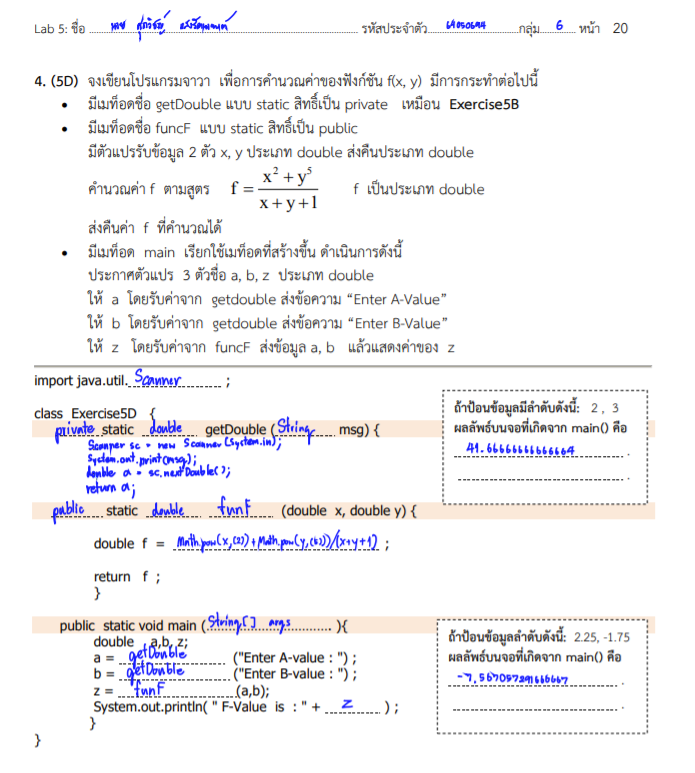 Lab 5: ชื่อ รหัสประจำตัว กลุ่ม 6 หน้า 20
4. (5D) จงเขียนโปรแกรมจาวา เพื่อการคำนวณค่าของฟังก์ชัน f(x, y) มีการกระทำต่อไปนี้
• มีเมท็อดชื่อ getDouble แบบ static สิทธิ์เป็น private เหมือน Exercise5B
• มีเมท็อดชื่อ funcF แบบ static สิทธิ์เป็น public
มีตัวแปรรับข้อมูล 2 ตัว x, y ประเภท double ส่งคืนประเภท double
คำนวณค่า f ตามสูตร f = (x² + y⁵) / (x + y + 1) f เป็นประเภท double
ส่งคืนค่า f ที่คำนวณได้
• มีเมท็อด main เรียกใช้เมท็อดที่สร้างขึ้น ดำเนินการดังนี้
ประกาศตัวแปร 3 ตัวชื่อ a, b, z ประเภท double
ให้ a โดยรับค่าจาก getdouble ส่งข้อความ “Enter A-Value”
ให้ b โดยรับค่าจาก getdouble ส่งข้อความ “Enter B-Value”
ให้ z โดยรับค่าจาก funcF ส่งข้อมูล a, b แล้วแสดงค่าของ z
import java.util. Scanner ;
class Exercise5D {
private static double getDouble ( String msg) {
Scanner sc = new Scanner(System.in);
System.out.print(msg);
double a = sc.nextDouble();
return a;
public static double funF (double x, double y) {
double f = Math.pow(x,(2))+Math.pow(y,(5))/(x+y+1) ;
return f ;
}
public static void main ( String[] args ){
double a,b, z;
a = getDouble ("Enter A-value : ") ;
b = getDouble ("Enter B-value : ") ;
z = funF (a,b);
System.out.println( " F-Value is : " + z ) ;
}
}
ถ้าป้อนข้อมูลมีลำดับดังนี้: 2 , 3
ผลลัพธ์บนจอที่เกิดจาก main() คือ
41.6666666666664
ถ้าป้อนข้อมูลลำดับดังนี้: 2.25, -1.75
ผลลัพธ์บนจอที่เกิดจาก main() คือ
-7.567057291666667